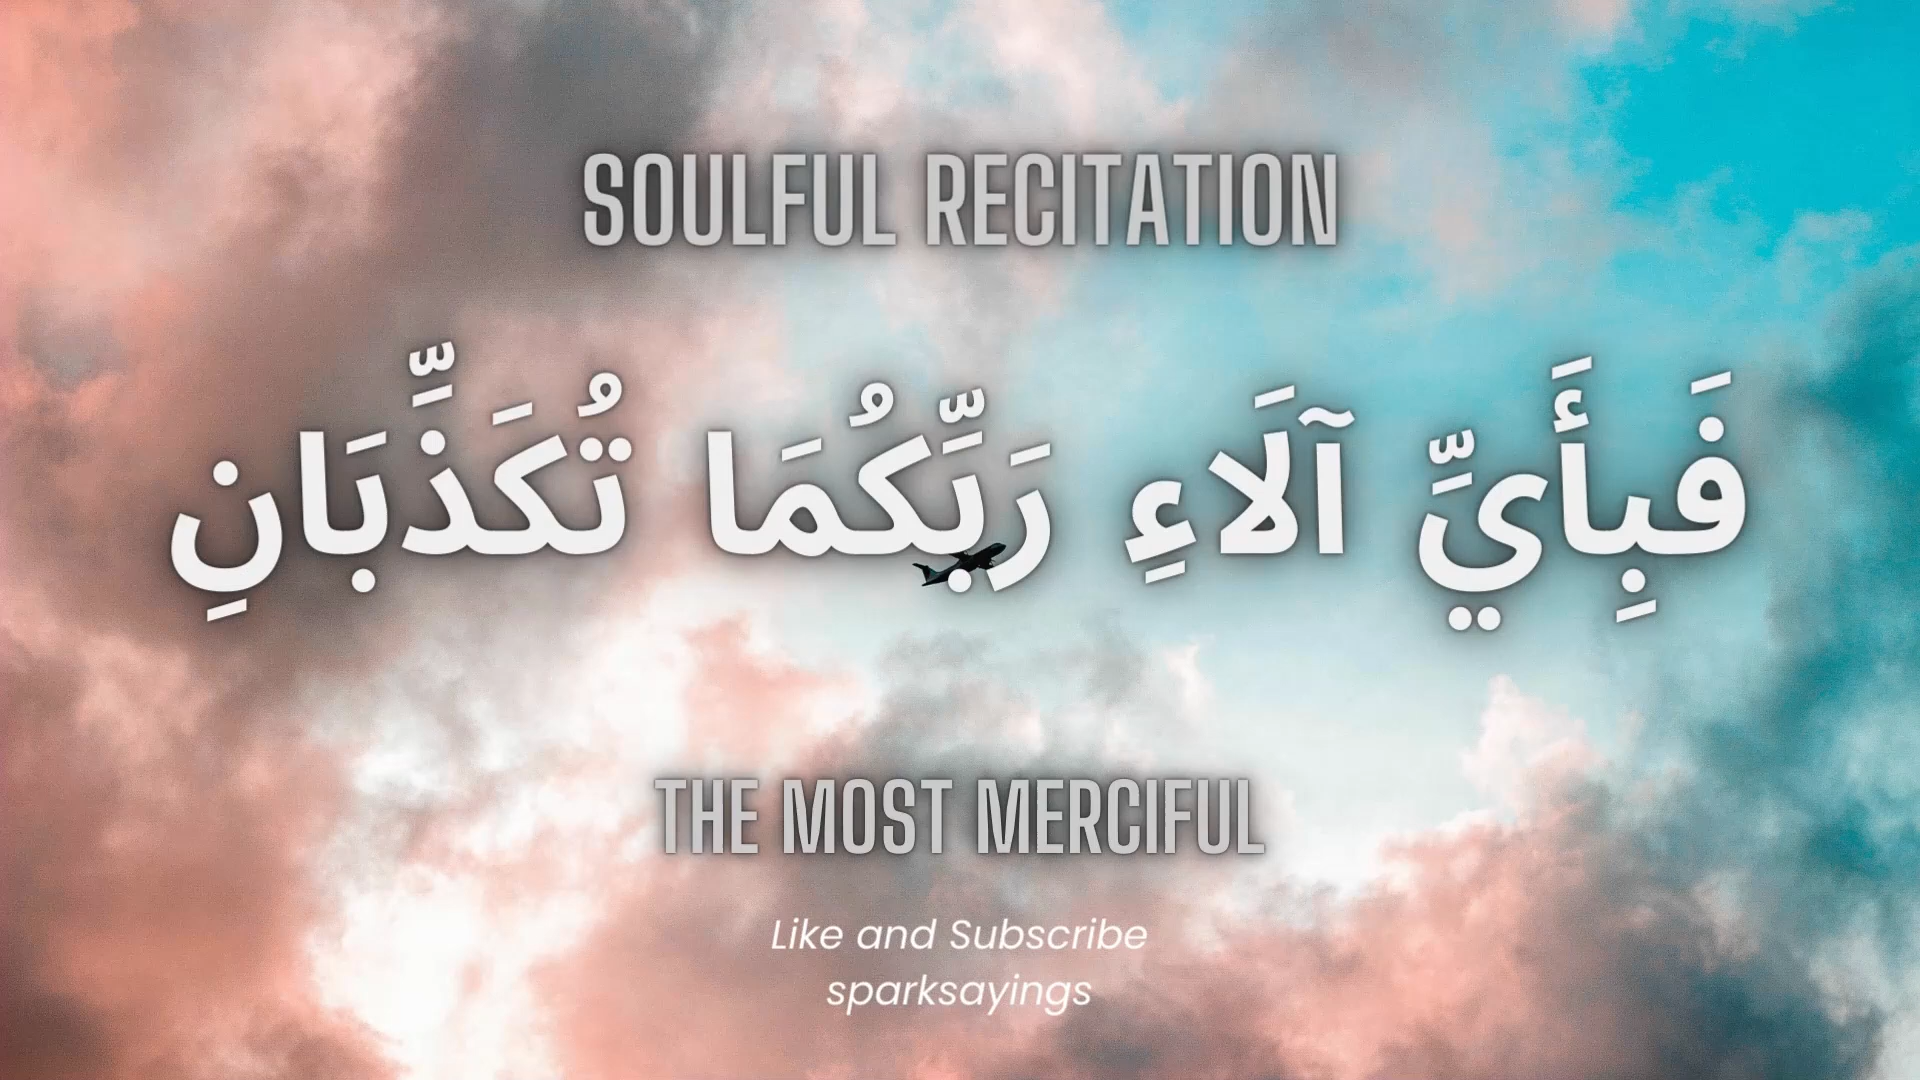 SOULFUL RECITATION
فَبِأَيِّ آلَاءِ رَبِّكُمَا تُكَذِّبَانِ
THE MOST MERCIFUL
Like and Subscribe
sparksayings